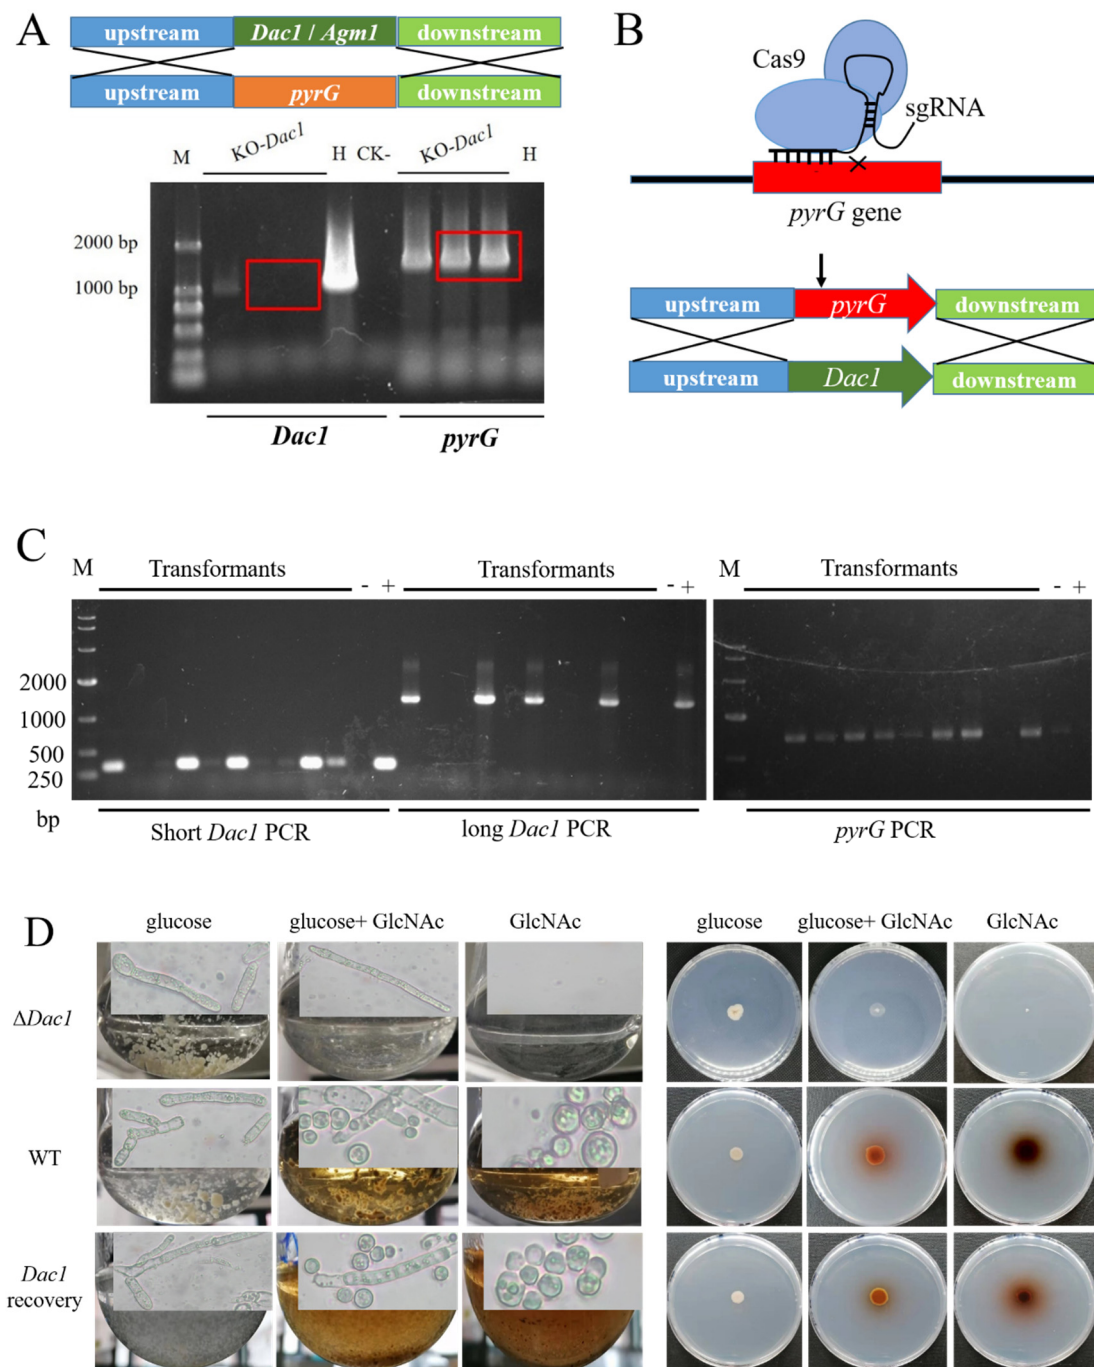 A
upstream Dac1 / Agm1 downstream
upstream pyrG downstream
M KO-Dac1 H CK- KO-Dac1 H
2000 bp
1000 bp
Dac1 pyrG
B
Cas9
sgRNA
pyrG gene
upstream pyrG downstream
upstream Dac1 downstream
C
M Transformants - + Transformants - + M Transformants - +
2000
1000
500
250
bp
Short Dac1 PCR long Dac1 PCR pyrG PCR
D
glucose glucose+ GlcNAc GlcNAc glucose glucose+ GlcNAc GlcNAc
ΔDac1
WT
Dac1
recovery